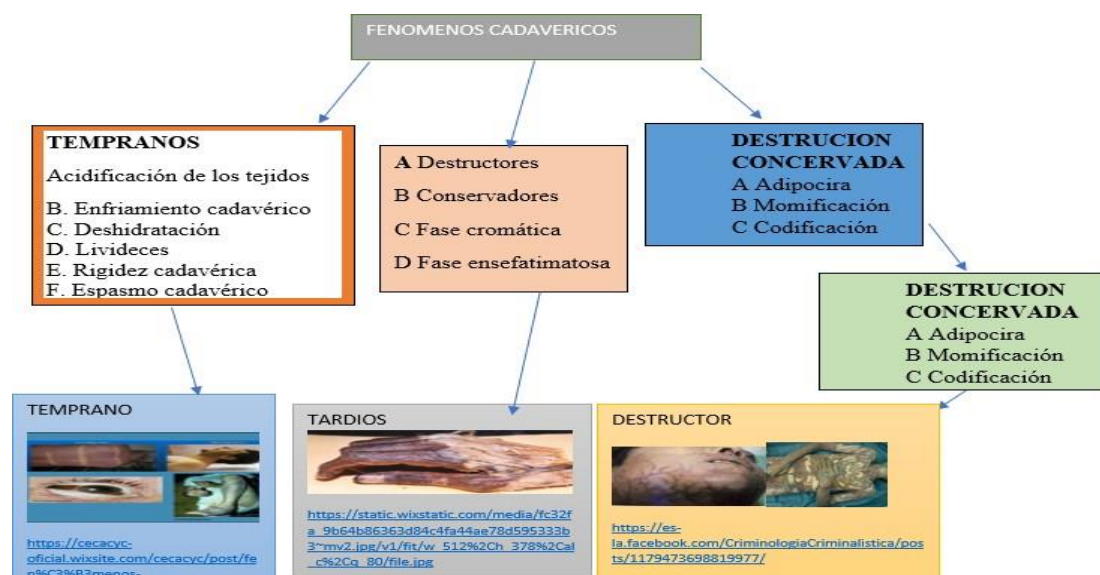 FENOMENOS CADAVERICOS
TEMPRANOS
Acidificación de los tejidos
B. Enfriamiento cadavérico
C. Deshidratación
D. Livideces
E. Rigidez cadavérica
F. Espasmo cadavérico
A Destructores
B Conservadores
C Fase cromática
D Fase ensefatimatosa
DESTRUCION
CONCERVADA
A Adipocira
B Momificación
C Codificación
DESTRUCION
CONCERVADA
A Adipocira
B Momificación
C Codificación
TEMPRANO
https://cecacyc-
oficial.wixsite.com/cecacyc/post/fe
n%C3%B3menos-
TARDIOS
https://static.wixstatic.com/media/fc32f
a_9b64b86363d84c4fa44ae78d595333b
3~mv2.jpg/v1/fit/w_512%2Ch_378%2Cal
_c%2Cq_80/file.jpg
DESTRUCTOR
https://es-
la.facebook.com/CriminologiaCriminalistica/pos
ts/1179473698819977/